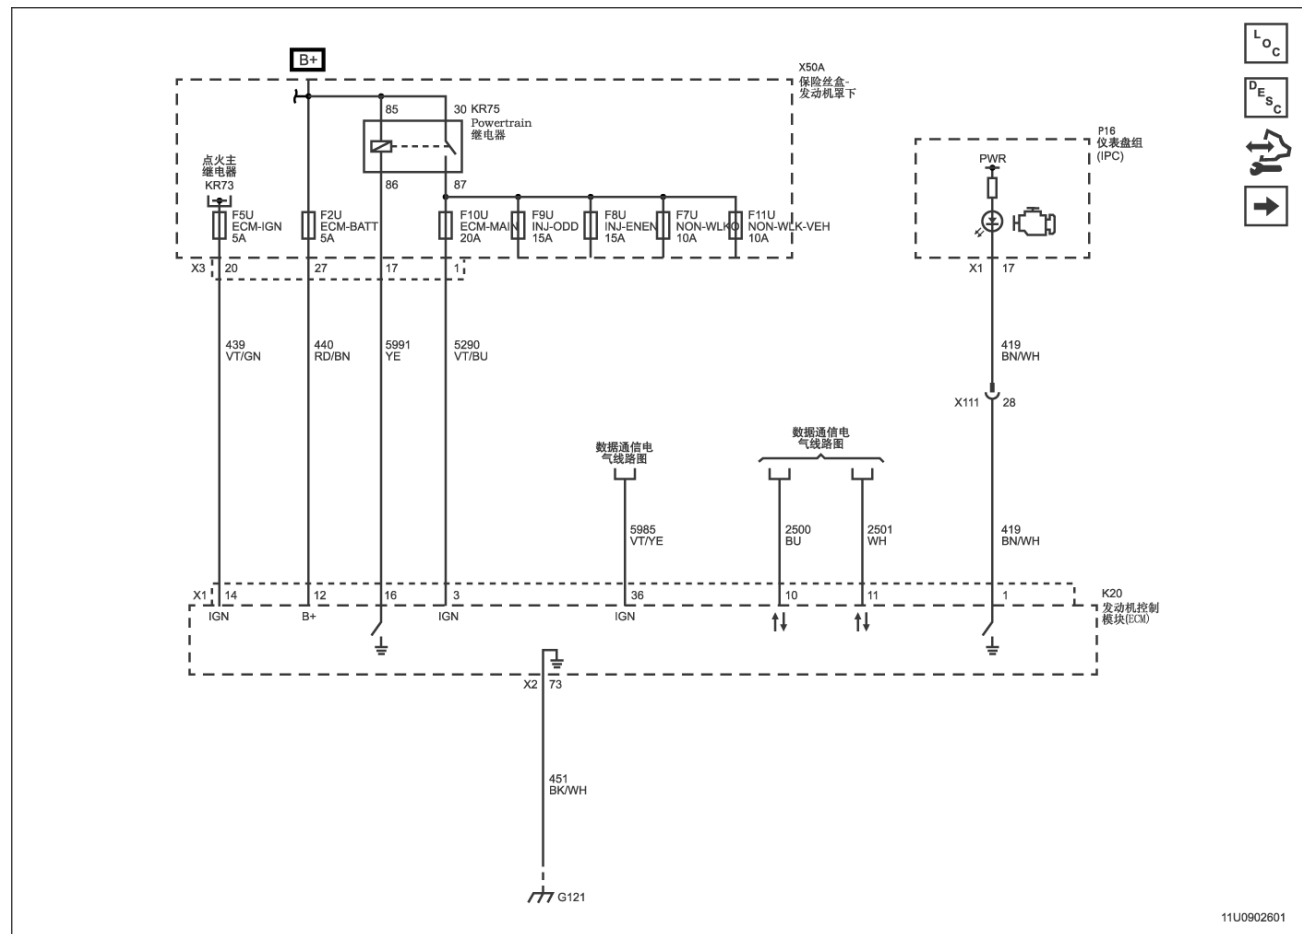 B+
X50A
保险丝盒-
发动机罩下
LOC
DESC
85
30 KR75
Powertrain
继电器
P16
仪表盘组
(IPC)
PWR
点火主
继电器
KR73
86
87
F5U
ECM-IGN
5A
F2U
ECM-BATT
5A
F10U
ECM-MAIN
20A
F9U
INJ-ODD
15A
F8U
INJ-ENEN
15A
F7U
NON-WLKO
10A
F11U
NON-WLK-VEH
10A
X3 20
27
17
1
X1 17
439
VT/GN
440
RD/BN
5991
YE
5290
VT/BU
419
BN/WH
X111 28
数据通信电
气线路图
数据通信电
气线路图
5985
VT/YE
2500
BU
2501
WH
419
BN/WH
X1 14
12
16
3
36
10
11
1
K20
发动机控制
模块(ECM)
IGN
B+
IGN
IGN
X2 73
451
BK/WH
G121
11U0902601